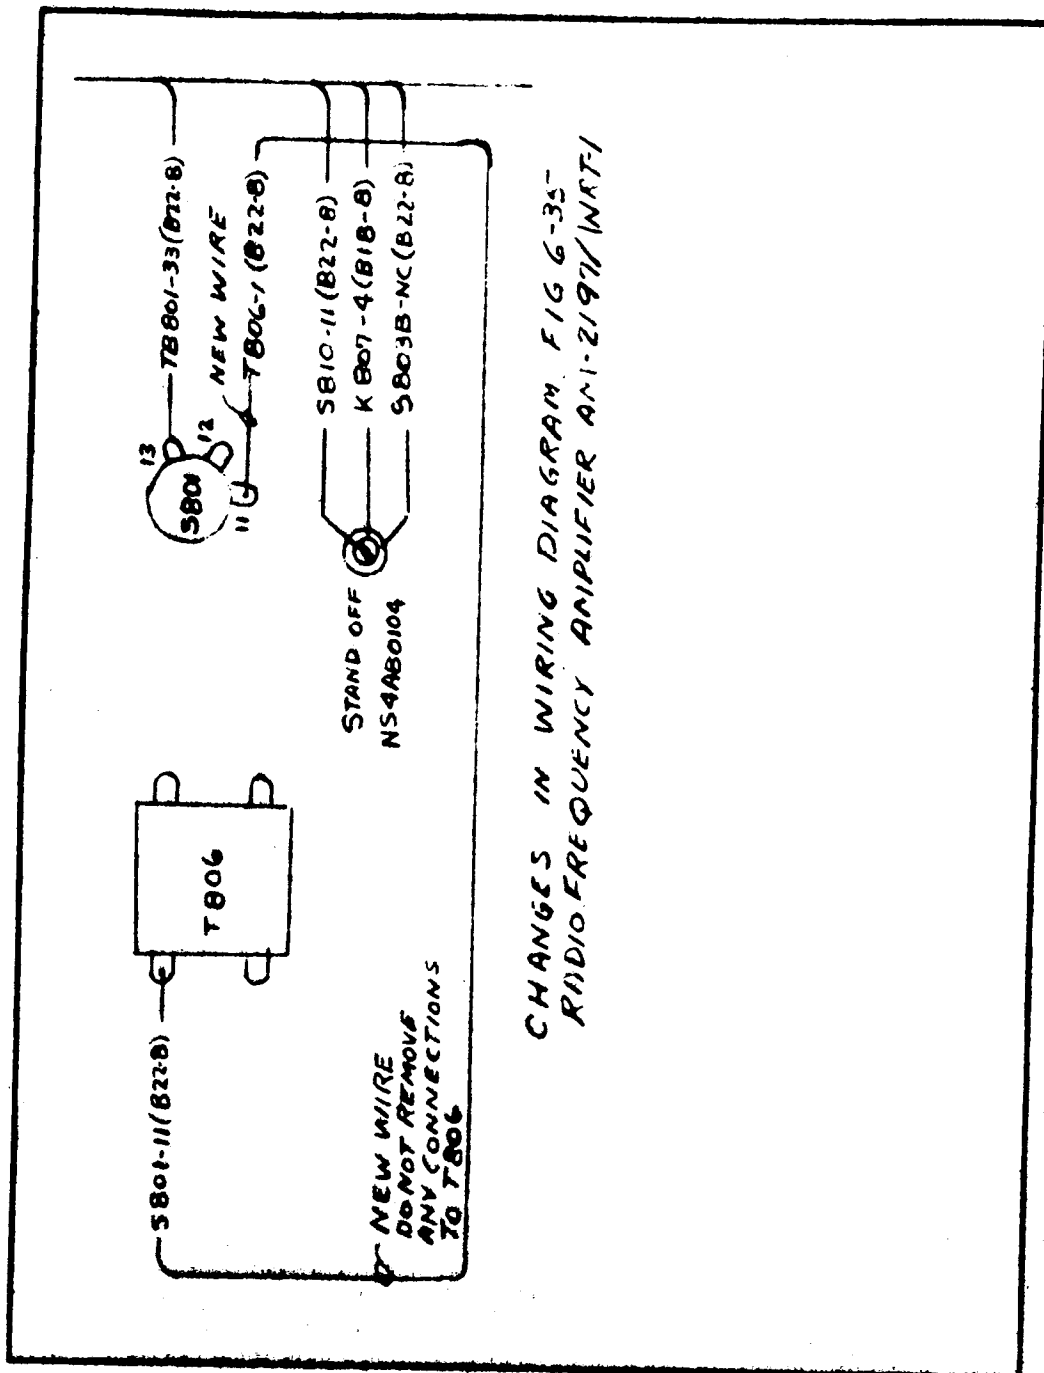 TB801-33(B22-8)
NEW WIRE
T806-1(B22-8)
13
12
11
S801
S810-11(B22-8)
K807-4(B18-8)
S803B-NC(B22-8)
STAND OFF
NS4AB0104
T806
S801-11(B22-8)
NEW WIRE
DO NOT REMOVE
ANY CONNECTIONS
TO T806
CHANGES IN WIRING DIAGRAM FIG 6-35
RADIO FREQUENCY AMPLIFIER AM-2197/WRT-1